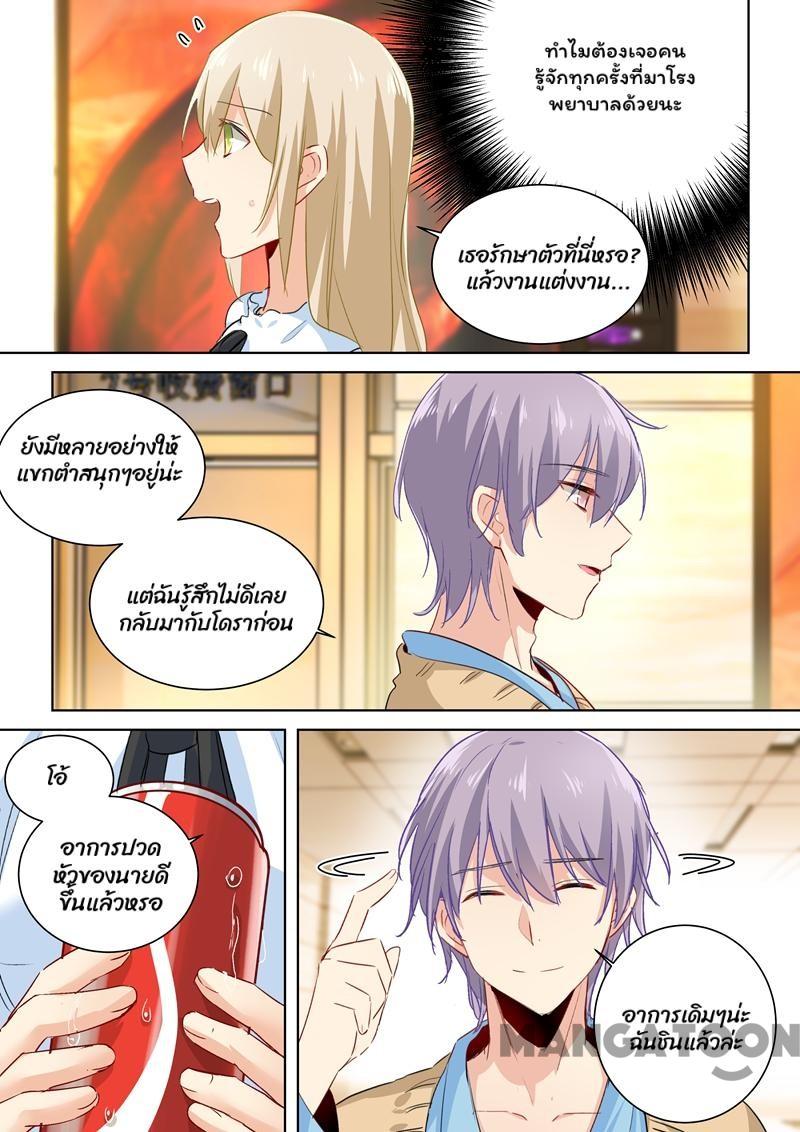 ทำไมต้องเจอคน
รู้จักทุกครั้งที่มาโรง
พยาบาลด้วยนะ
เธอรักษาตัวที่นี่หรอ?
แล้วงานแต่งงาน...
号收费窗口
ยังมีหลายอย่างให้
แขกตำสนุกๆอยู่น่ะ
แต่ฉันรู้สึกไม่ดีเลย
กลับมากับโดราก่อน
โอ้
อาการปวด
หัวของนายดี
ขึ้นแล้วหรอ
อาการเดิมๆน่ะ
ฉันชินแล้วล่ะ
MANGATOON